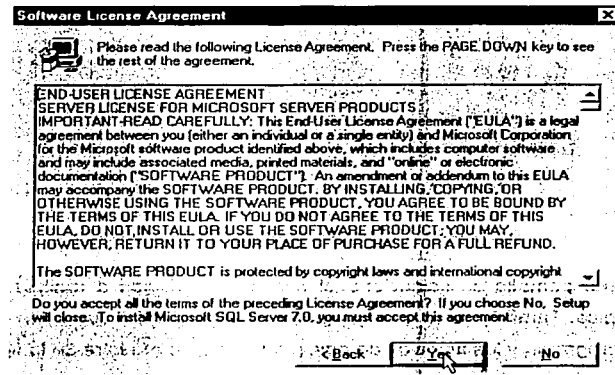 Software License Agreement
Please read the following License Agreement. Press the PAGE DOWN key to see
the rest of the agreement.
END-USER LICENSE AGREEMENT
SERVER LICENSE FOR MICROSOFT SERVER PRODUCTS
IMPORTANT-READ CAREFULLY: This End-User License Agreement ("EULA") is a legal
agreement between you (either an individual or a single entity) and Microsoft Corporation
for the Microsoft software product identified above, which includes computer software
and may include associated media, printed materials, and "online" or electronic
documentation ("SOFTWARE PRODUCT"). An amendment or addendum to this EULA
may accompany the SOFTWARE PRODUCT. BY INSTALLING, COPYING, OR
OTHERWISE USING THE SOFTWARE PRODUCT, YOU AGREE TO BE BOUND BY
THE TERMS OF THIS EULA. IF YOU DO NOT AGREE TO THE TERMS OF THIS
EULA, DO NOT INSTALL OR USE THE SOFTWARE PRODUCT; YOU MAY,
HOWEVER, RETURN IT TO YOUR PLACE OF PURCHASE FOR A FULL REFUND.
The SOFTWARE PRODUCT is protected by copyright laws and international copyright
Do you accept all the terms of the preceding License Agreement? If you choose No, Setup
will close. To install Microsoft SQL Server 7.0, you must accept this agreement.
< Back Yes No